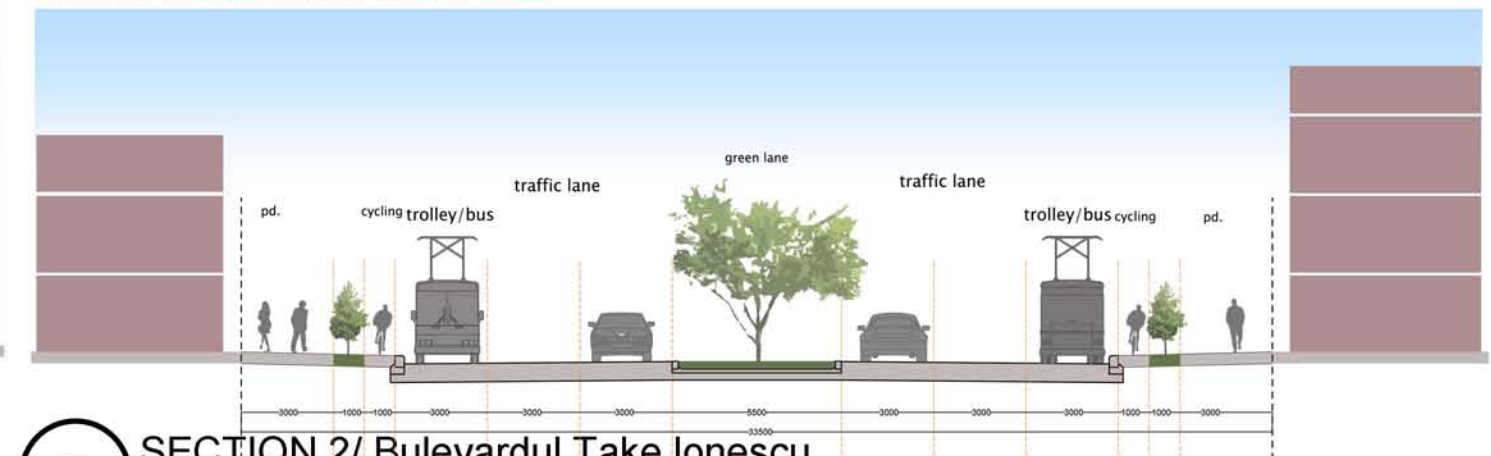 green lane
traffic lane
traffic lane
pd.
cycling
trolley/bus
trolley/bus
cycling
pd.
3000 1000 1000 3000 3000 3000 5500 3000 3000 3000 1000 1000 3000
33500
SECTION 2/ Bulevardul Take Ionescu